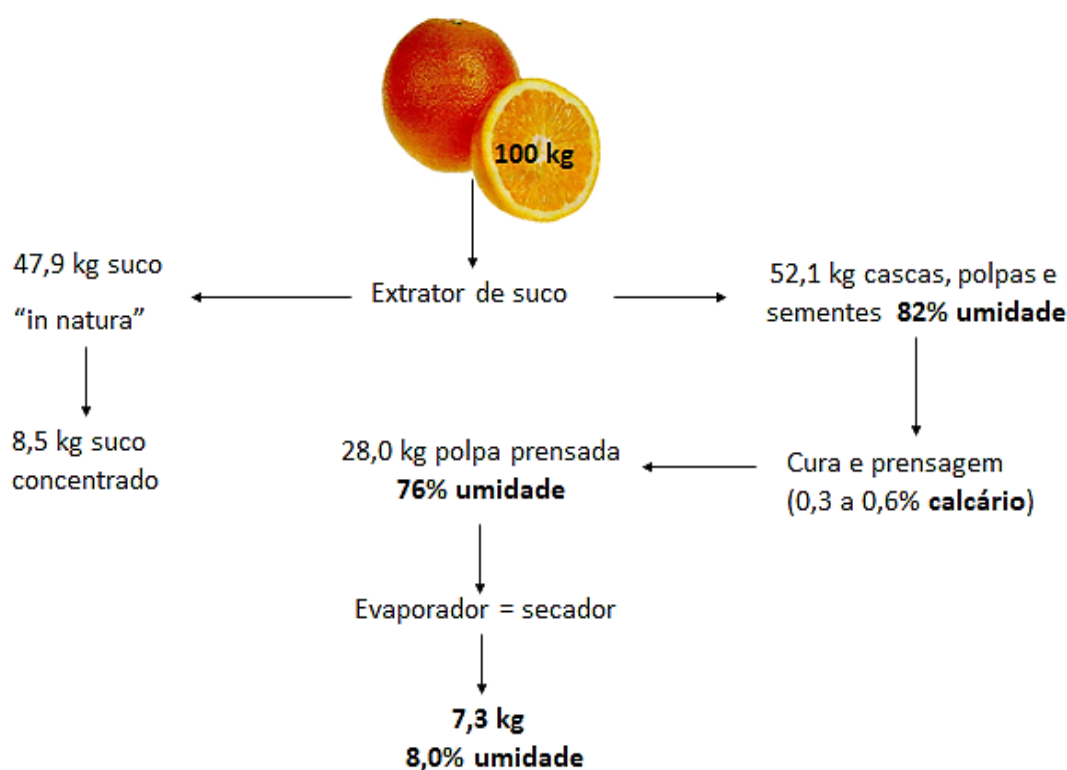 100 kg
47,9 kg suco
“in natura”
Extrator de suco
52,1 kg cascas, polpas e
sementes 82% umidade
8,5 kg suco
concentrado
28,0 kg polpa prensada
76% umidade
Cura e prensagem
(0,3 a 0,6% calcário)
Evaporador = secador
7,3 kg
8,0% umidade